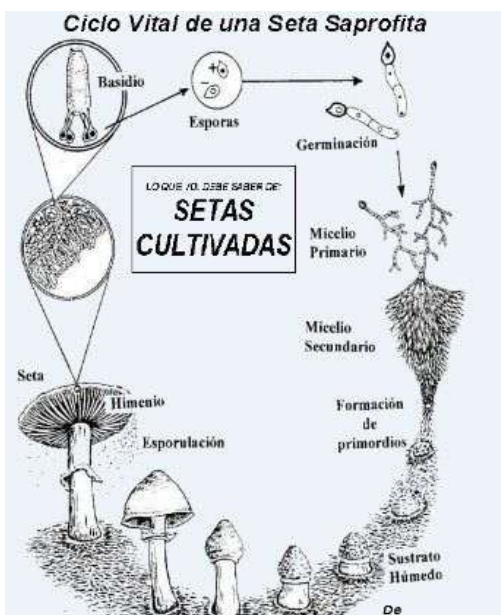 Ciclo Vital de una Seta Saprofita
Basidio
+
-
Esporas
Germinación
LO QUE VD. DEBE SABER DE:
SETAS
CULTIVADAS
Micelio
Primario
Micelio
Secundario
Seta
Himenio
Esporulación
Formación
de
primordios
Sustrato
Húmedo
De